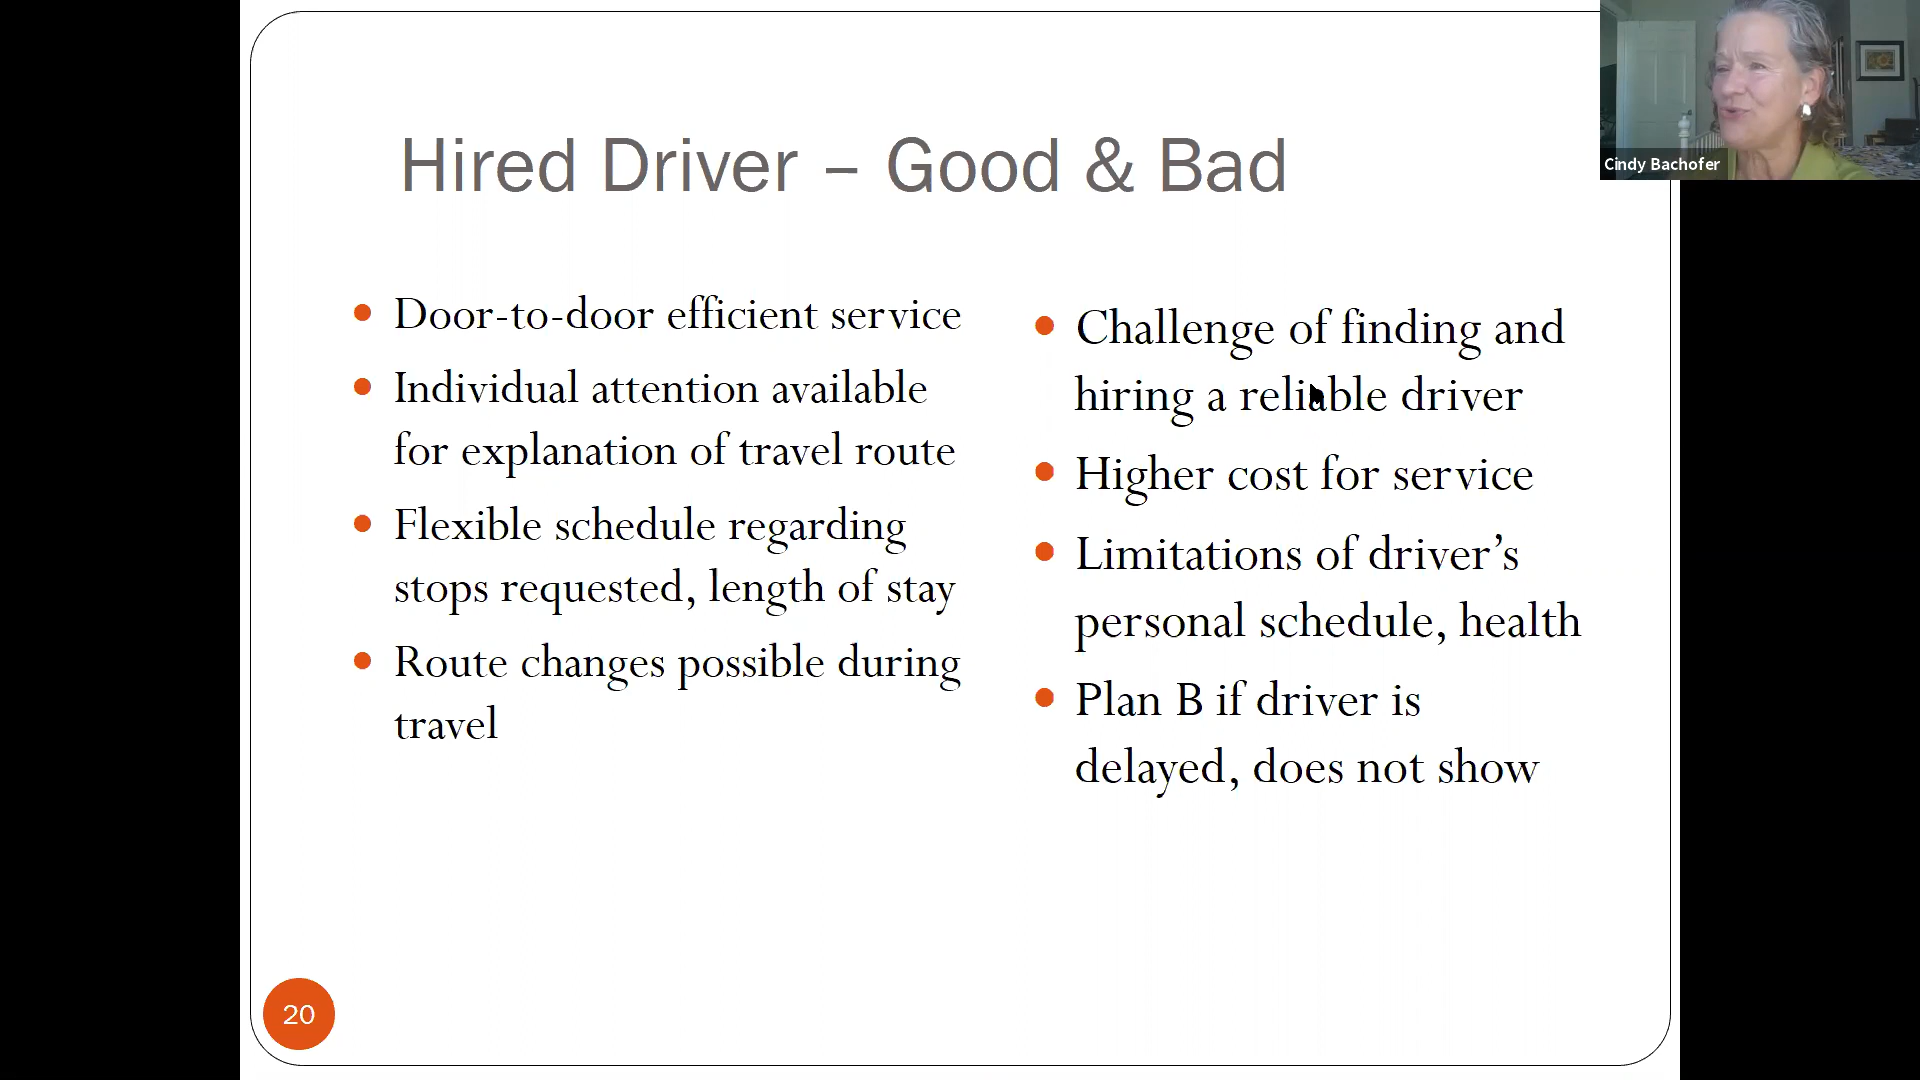 Hired Driver – Good & Bad
Door-to-door efficient service
Individual attention available
for explanation of travel route
Flexible schedule regarding
stops requested, length of stay
Route changes possible during
travel
Challenge of finding and
hiring a reliable driver
Higher cost for service
Limitations of driver’s
personal schedule, health
Plan B if driver is
delayed, does not show
20
Cindy Bachofer